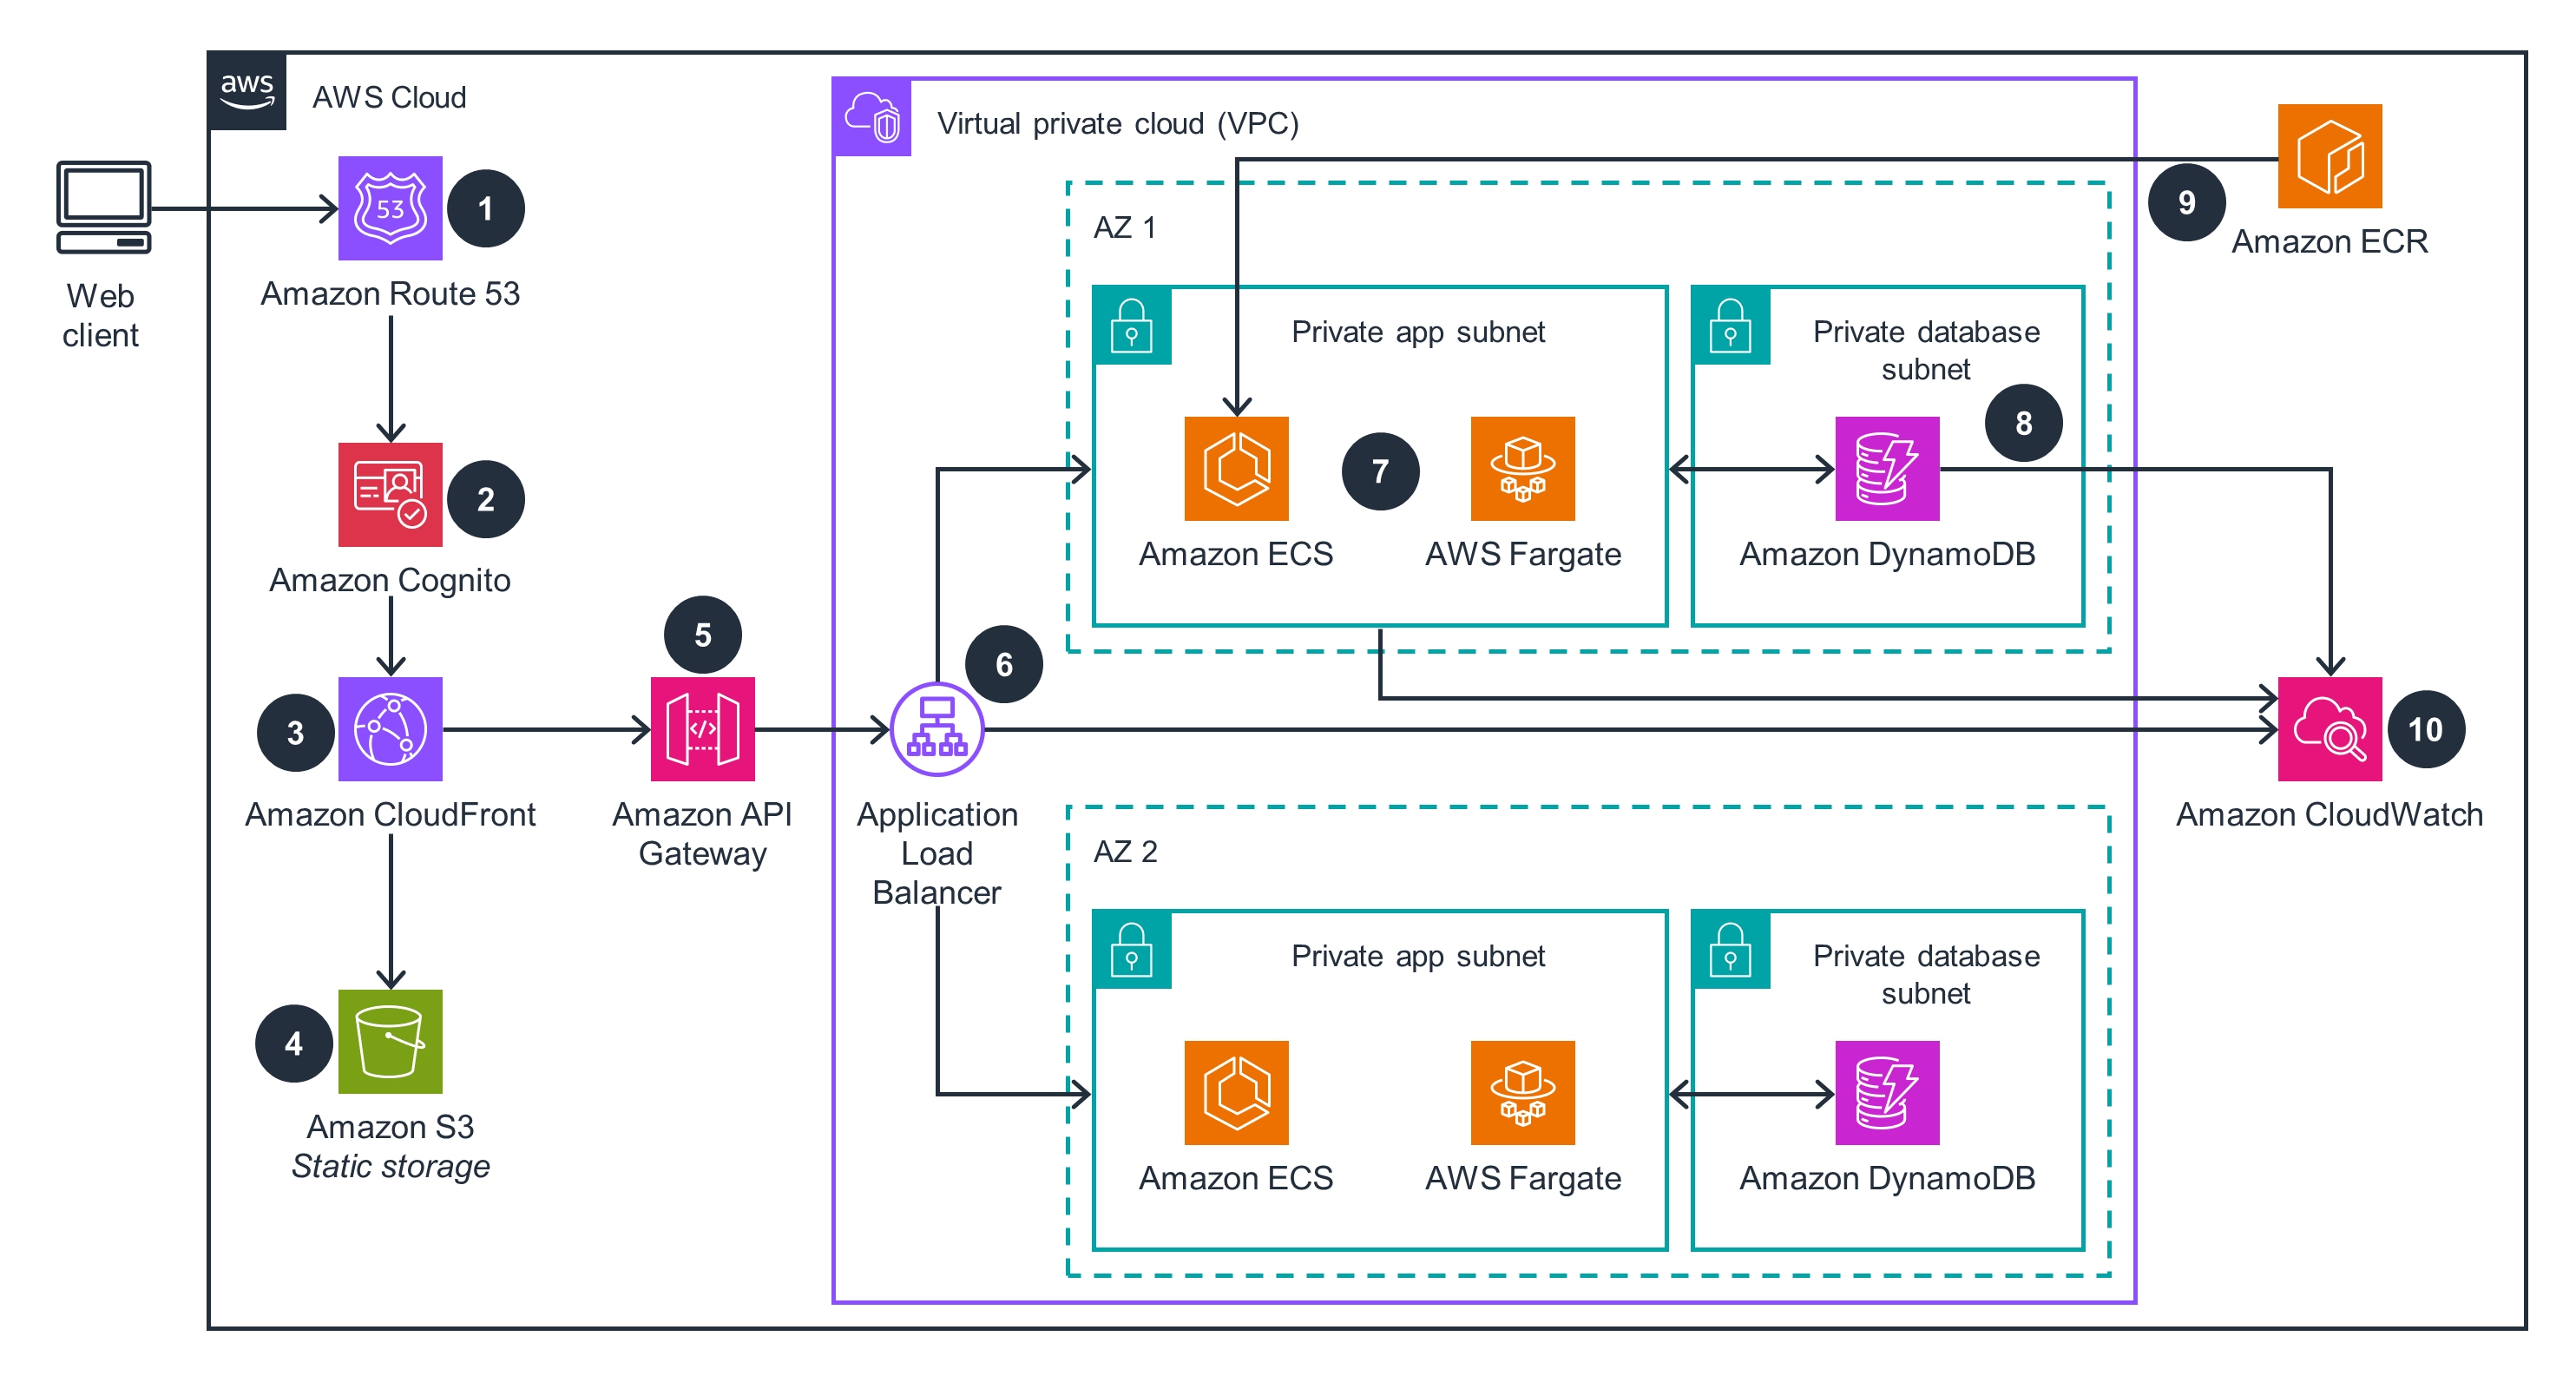 aws
AWS Cloud
Virtual private cloud (VPC)
Web
client
53
1
Amazon Route 53
2
Amazon Cognito
3
Amazon CloudFront
4
Amazon S3
Static storage
5
</>
Amazon API
Gateway
6
Application
Load
Balancer
AZ 1
Private app subnet
Amazon ECS
7
AWS Fargate
Private database
subnet
8
Amazon DynamoDB
9
Amazon ECR
10
Amazon CloudWatch
AZ 2
Private app subnet
Amazon ECS
AWS Fargate
Private database
subnet
Amazon DynamoDB